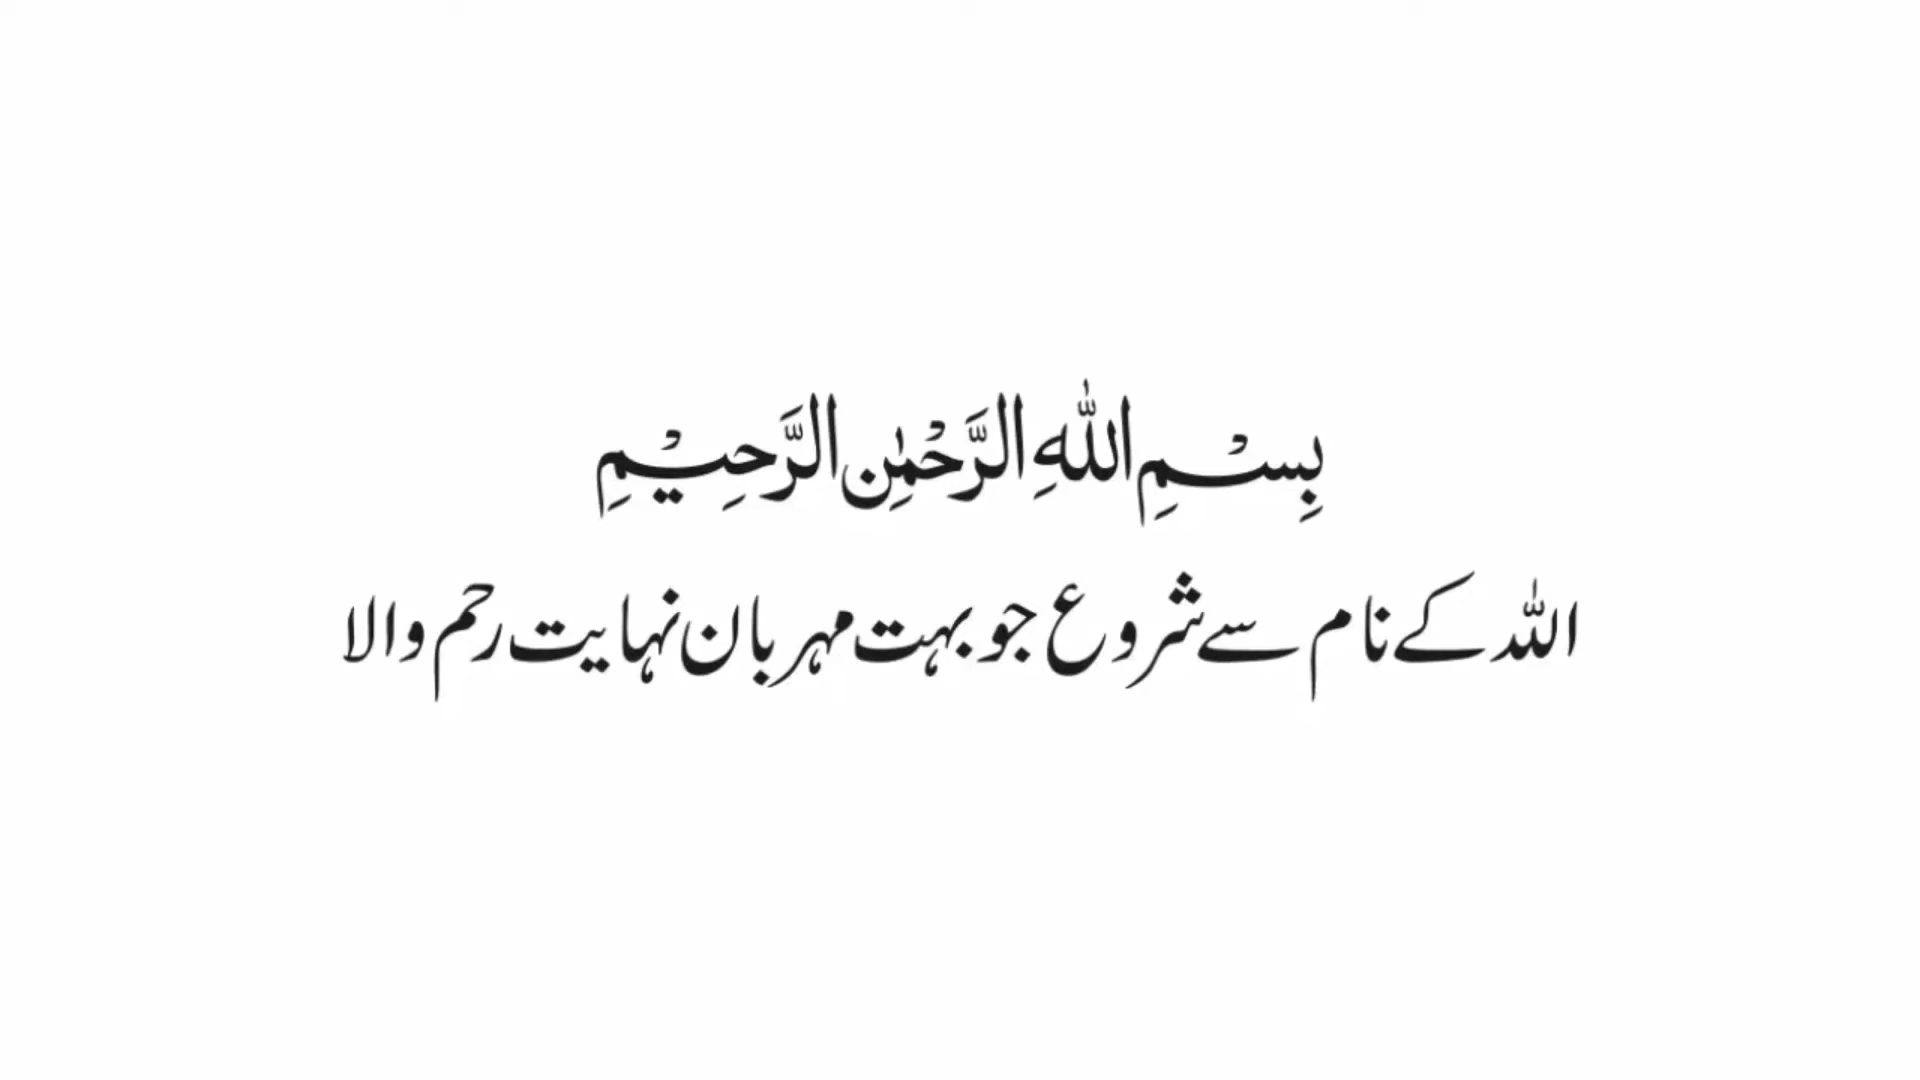 بِسْمِ اللّٰهِ الرَّحْمٰنِ الرَّحِيْمِ
اللہ کے نام سے شروع جو بہت مہربان نہایت رحم والا